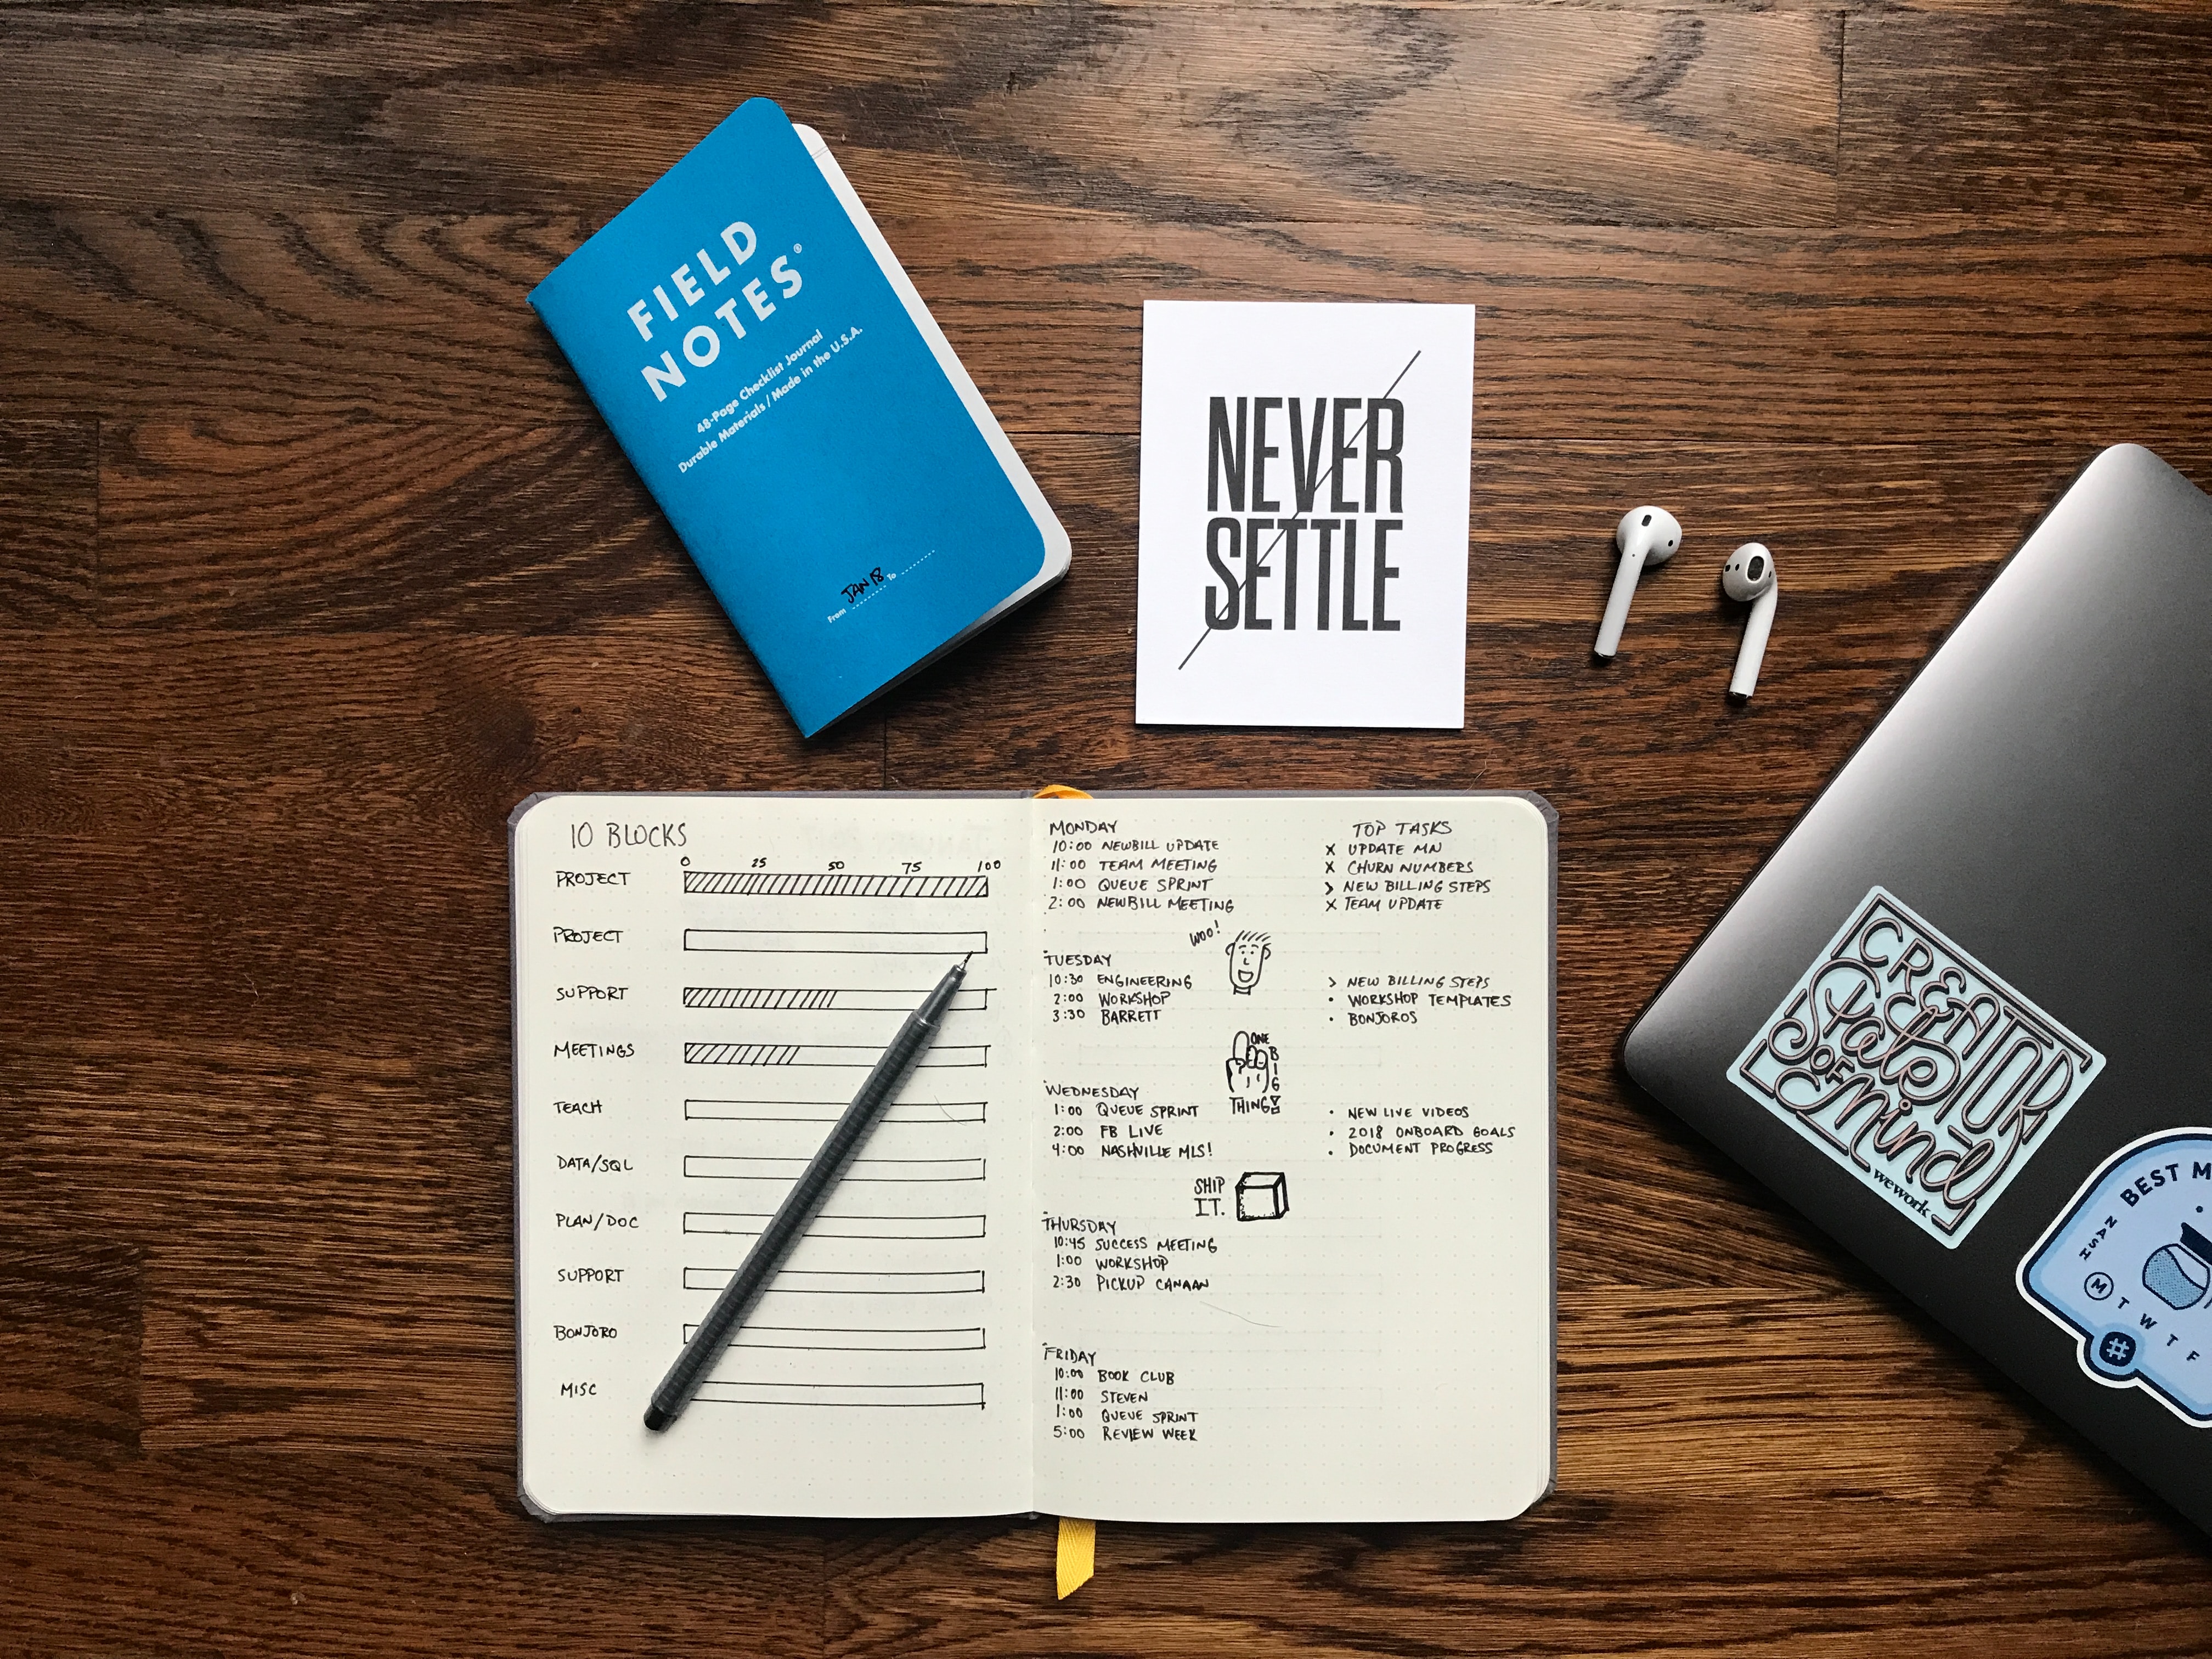 FIELD
NOTES®
48-Page Checklist Journal
Durable Materials / Made in the U.S.A.
From JAN 18 To
NEVER
SETTLE
10 BLOCKS
0 25 50 75 100
PROJECT
PROJECT
SUPPORT
MEETINGS
TEACH
DATA/SQL
PLAN/DOC
SUPPORT
BONJORO
MISC
MONDAY
10:00 NEWBILL UPDATE
11:00 TEAM MEETING
1:00 QUEUE SPRINT
2:00 NEWBILL MEETING
WOO!
TUESDAY
10:30 ENGINEERING
2:00 WORKSHOP
3:30 BARRETT
ONE
BIG
THING!
WEDNESDAY
1:00 QUEUE SPRINT
2:00 FB LIVE
4:00 NASHVILLE MLS!
SHIP
IT.
THURSDAY
10:45 SUCCESS MEETING
1:00 WORKSHOP
2:30 PICKUP CANAAN
FRIDAY
10:00 BOOK CLUB
11:00 STEVEN
1:00 QUEUE SPRINT
5:00 REVIEW WEEK
TOP TASKS
X UPDATE MN
X CHURN NUMBERS
> NEW BILLING STEPS
X TEAM UPDATE
> NEW BILLING STEPS
• WORKSHOP TEMPLATES
• BONJOROS
• NEW LIVE VIDEOS
• 2018 ONBOARD GOALS
• DOCUMENT PROGRESS
CREATOR
State
OF
Mind
wework
BEST M
NASH
M T W T F
#